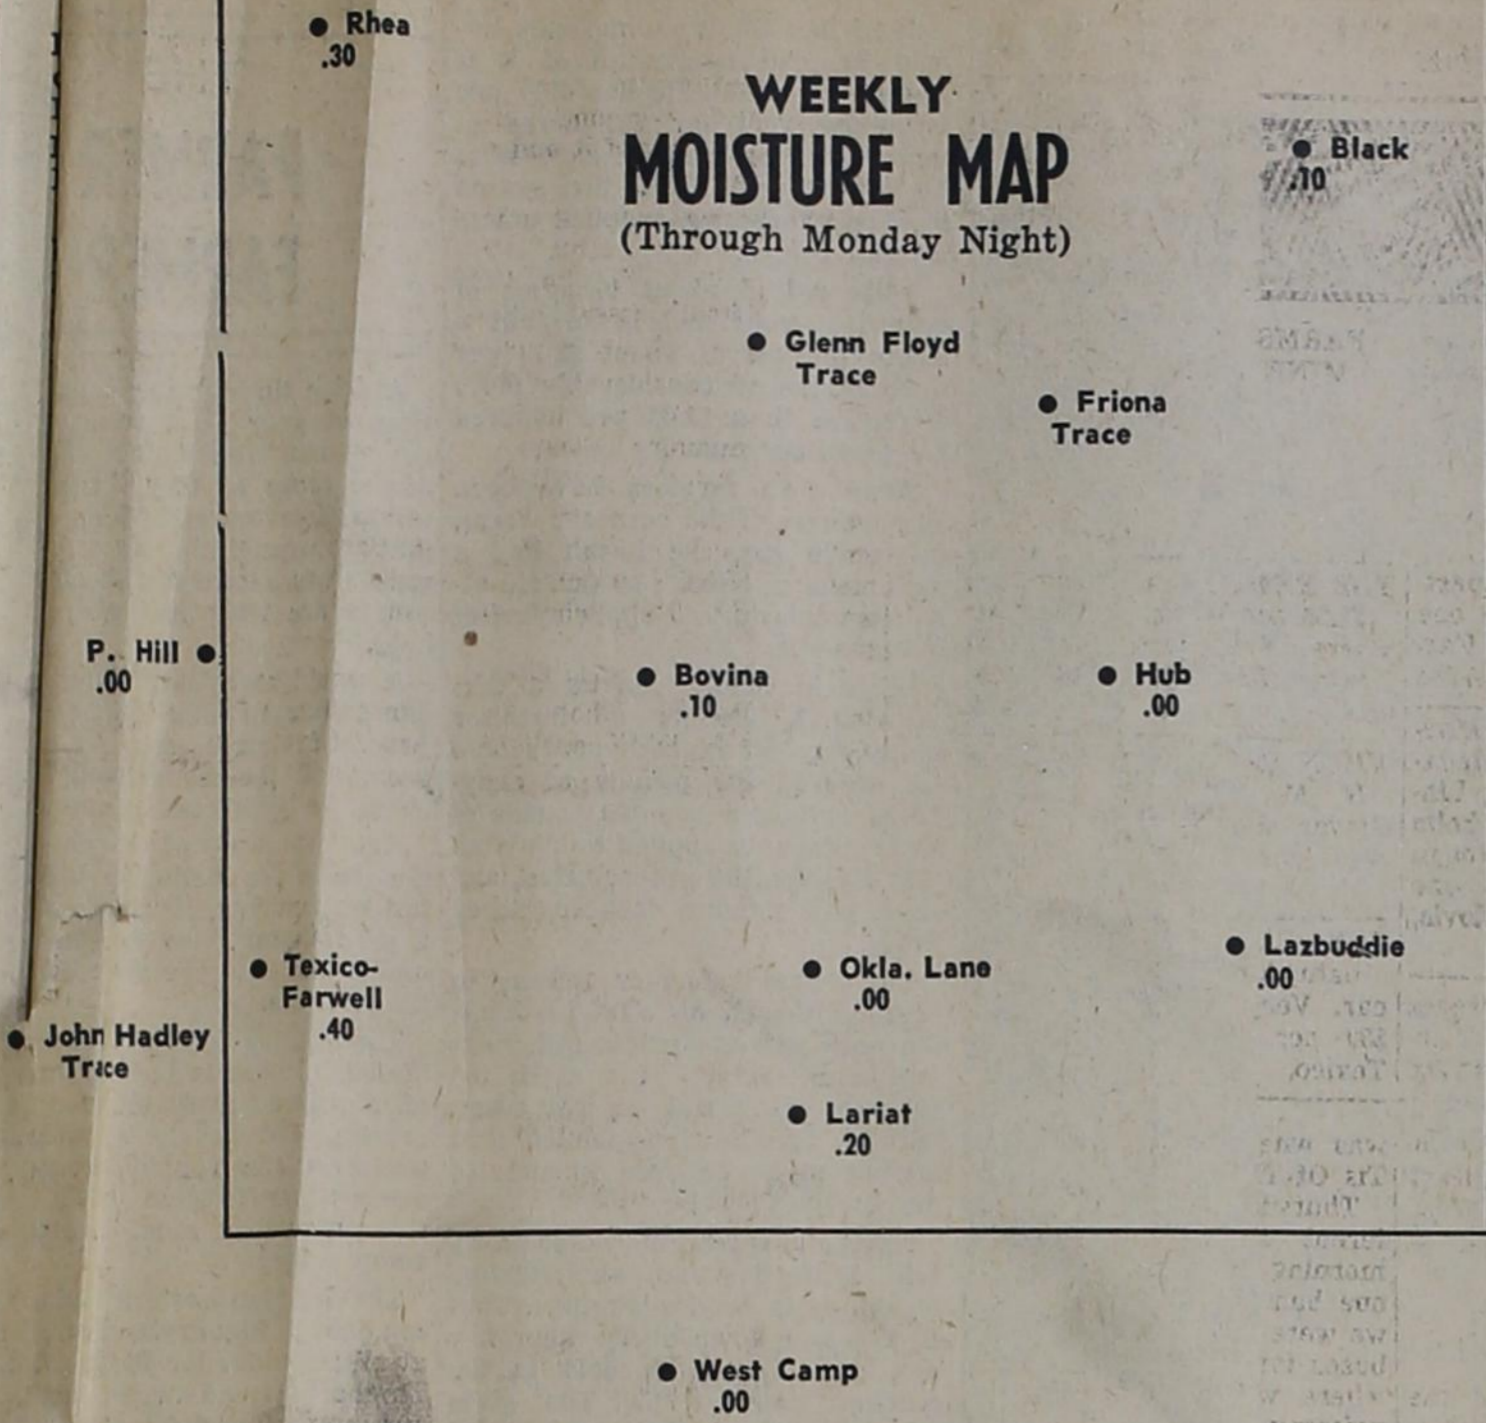 Rhea
.30
WEEKLY
MOISTURE MAP
(Through Monday Night)
Black
.10
Glenn Floyd
Trace
Friona
Trace
P. Hill
.00
Bovina
.10
Hub
.00
Texico-
Farwell
.40
Okla. Lane
.00
Lazbuddie
.00
John Hadley
Trace
Lariat
.20
West Camp
.00